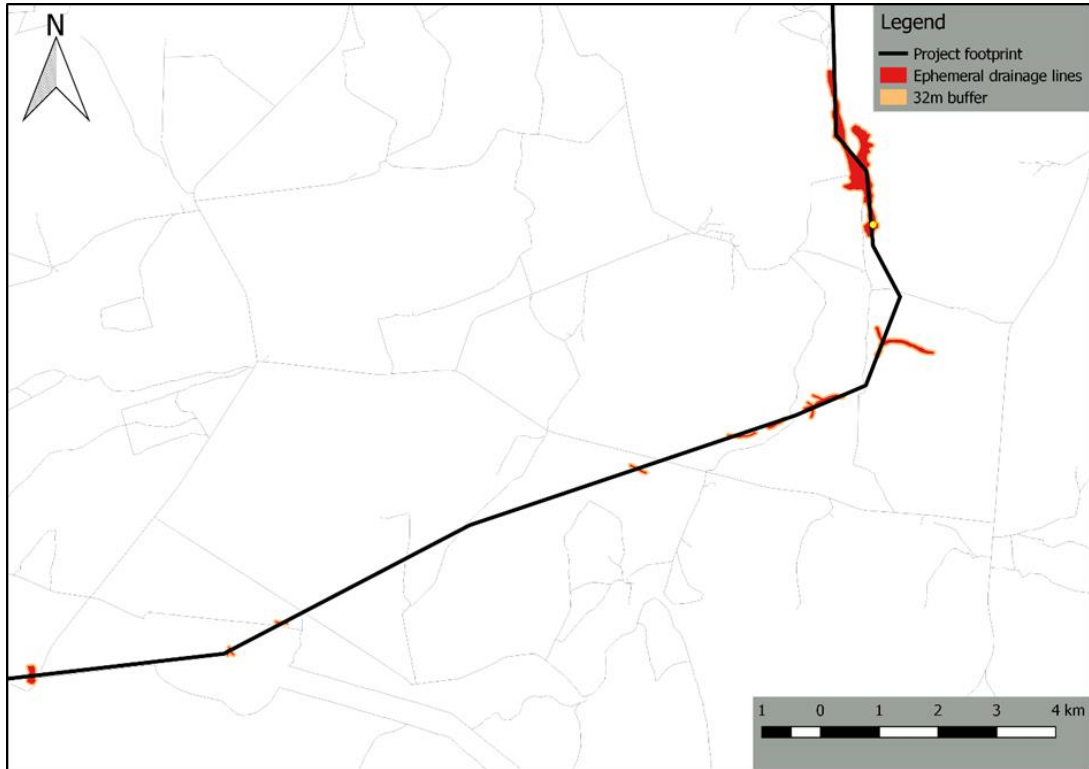 N
Legend
Project footprint
Ephemeral drainage lines
32m buffer
1 0 1 2 3 4 km